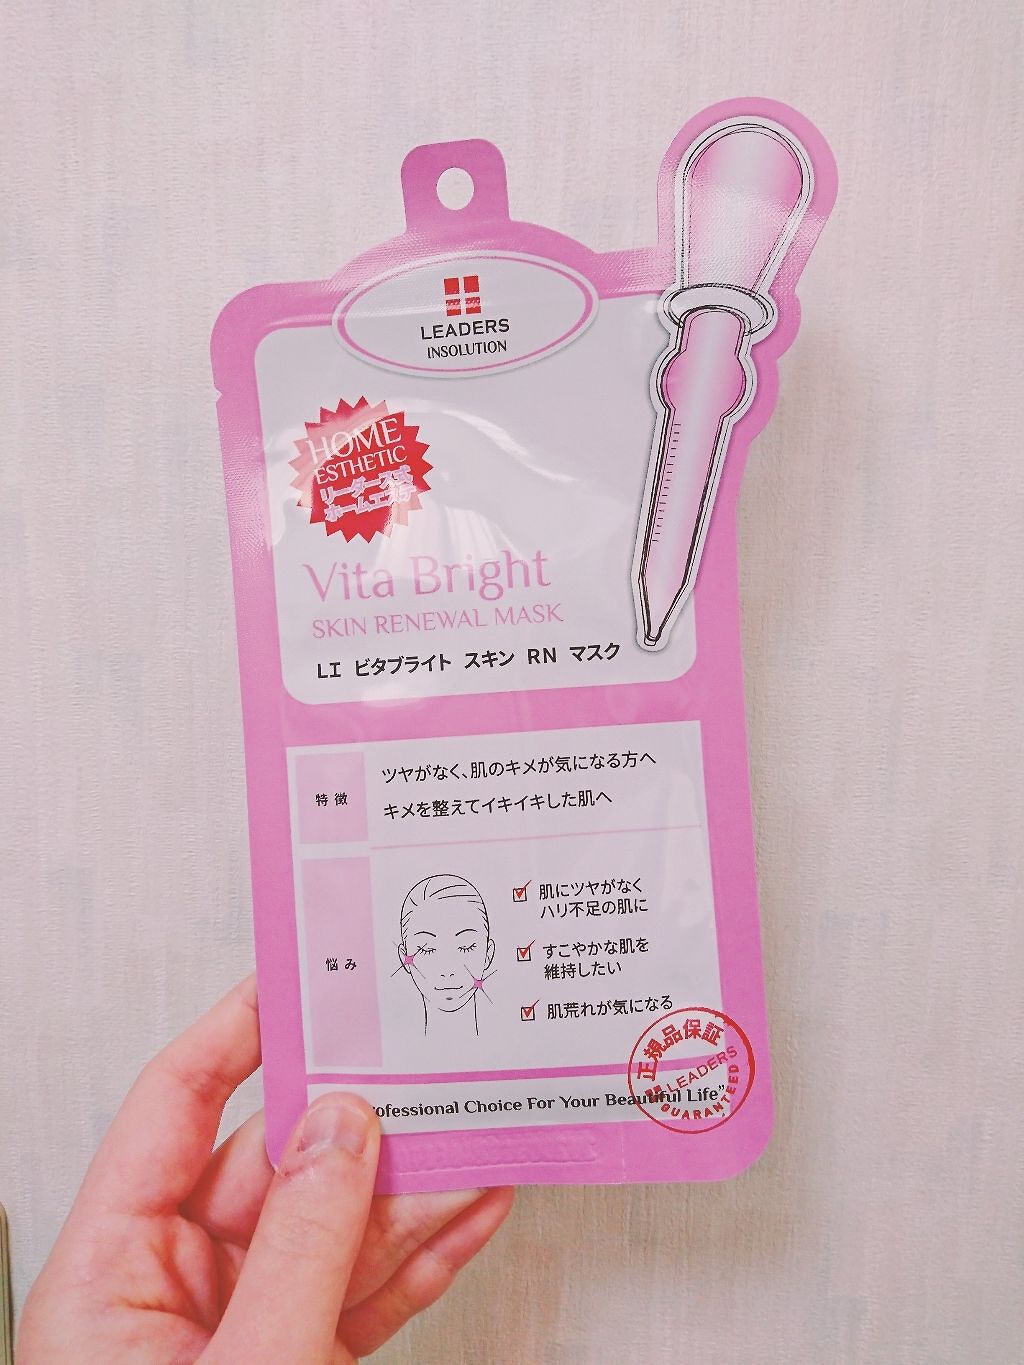 LEADERS
INSOLUTION
HOME
ESTHETIC
リーダース式
ホームエステ
Vita Bright
SKIN RENEWAL MASK
LI ビタブライト スキン RN マスク
特徴
ツヤがなく、肌のキメが気になる方へ
キメを整えてイキイキした肌へ
悩み
肌にツヤがなく
ハリ不足の肌に
すこやかな肌を
維持したい
肌荒れが気になる
正規品保証
LEADERS
GUARANTEED
Choice For Your Beautiful Life”